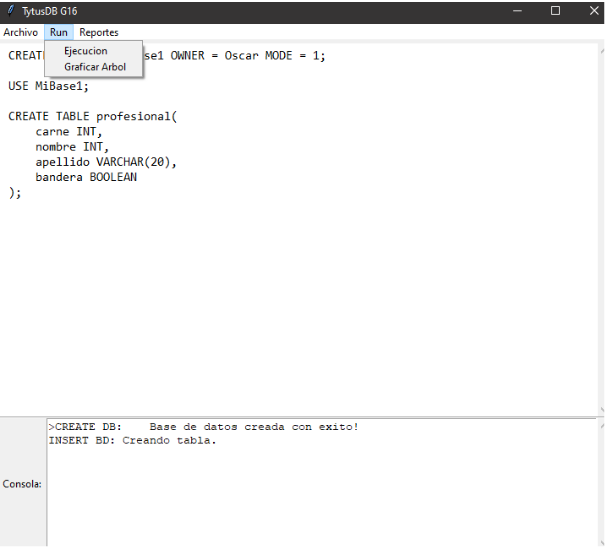 TytusDB G16
Archivo Run Reportes
Ejecucion
Graficar Arbol
CREAT se1 OWNER = Oscar MODE = 1;
USE MiBase1;
CREATE TABLE profesional(
carne INT,
nombre INT,
apellido VARCHAR(20),
bandera BOOLEAN
);
Consola:
>CREATE DB: Base de datos creada con exito!
INSERT BD: Creando tabla.